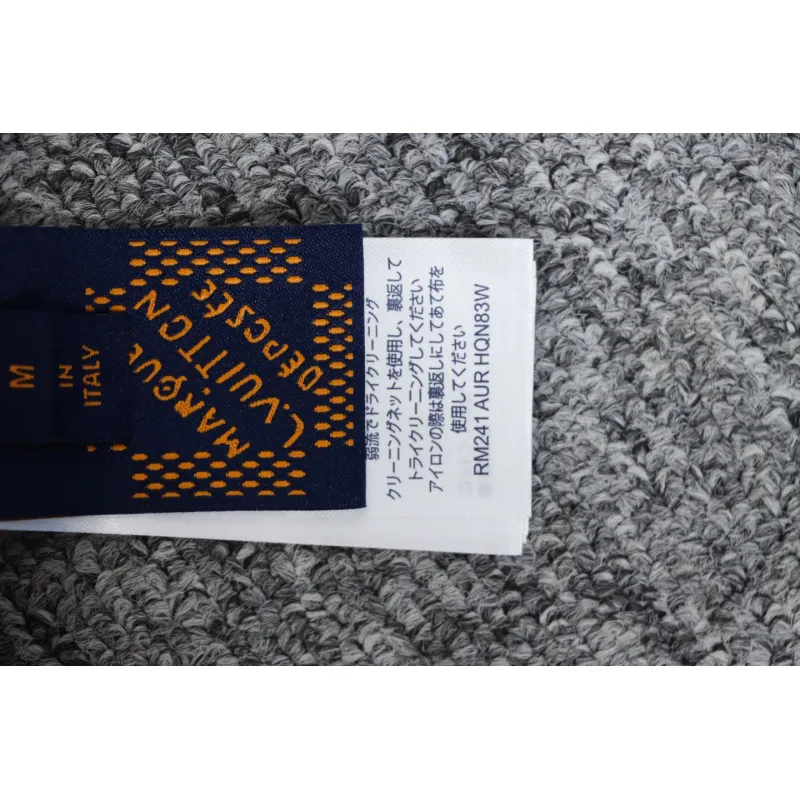 M
IN
ITALY
MARQUE
L.VUITTON
DÉPOSÉE
弱流でドライクリーニング
クリーニングネットを使用し、裏返して
ドライクリーニングしてください
アイロンの際は裏返しにしてあて布を
使用してください
RM241 AUR HQN83W